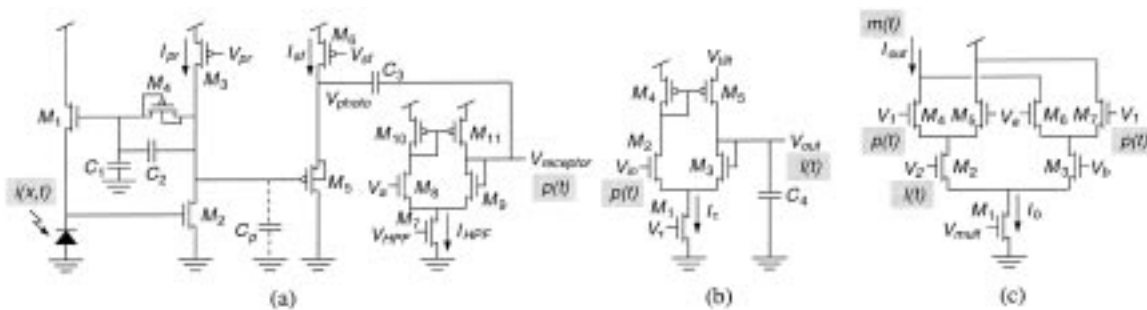 I_pr
V_pr
M_3
M_4
M_1
C_1
C_2
i(x,t)
M_2
C_p
I_sf
M_6
V_sf
C_3
V_photo
M_5
M_10
M_11
V_a
M_8
M_9
M_7
V_HPF
I_HPF
V_receptor
p(t)
(a)
M_4
M_5
M_2
V_in
p(t)
M_3
M_1
I_τ
V_τ
V_out
l(t)
C_4
(b)
m(t)
I_out
V_1
M_4
M_5
V_a
M_6
M_7
V_1
p(t)
p(t)
V_2
M_2
M_3
V_b
l(t)
M_1
I_o
V_mult
(c)